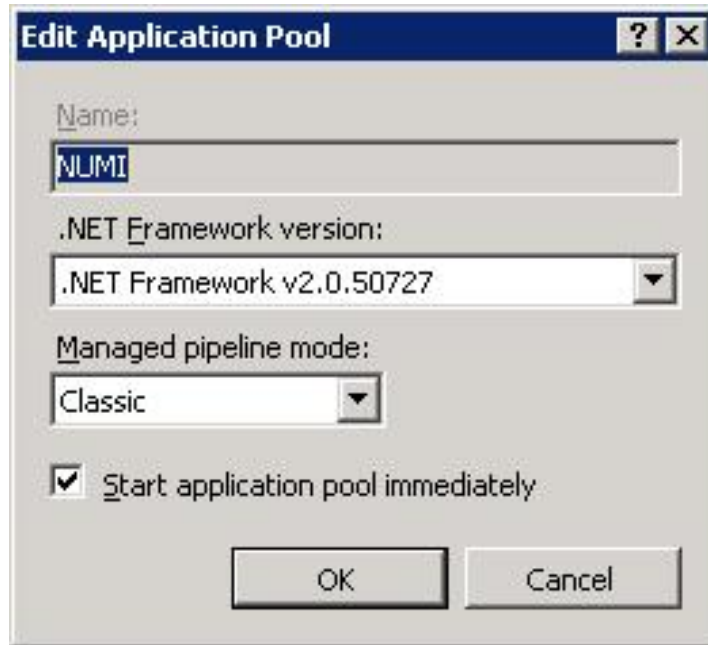 Edit Application Pool
Name:
NUMI
.NET Framework version:
.NET Framework v2.0.50727
Managed pipeline mode:
Classic
Start application pool immediately
OK Cancel